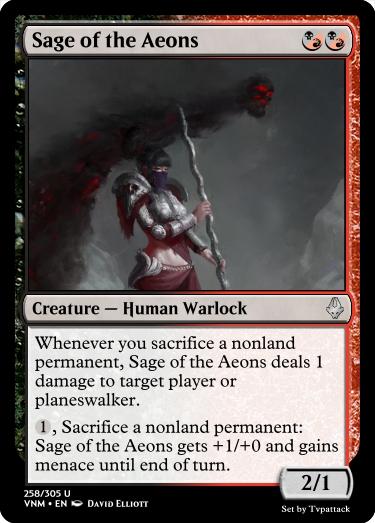 Sage of the Aeons
Creature — Human Warlock
Whenever you sacrifice a nonland
permanent, Sage of the Aeons deals 1
damage to target player or
planeswalker.
1, Sacrifice a nonland permanent:
Sage of the Aeons gets +1/+0 and gains
menace until end of turn.
2/1
258/305 U
VNM • EN DAVID ELLIOTT
Set by Tvpattack